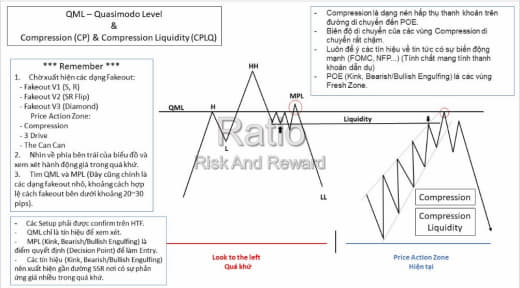 QML – Quasimodo Level
&
Compression (CP) & Compression Liquidity (CPLQ)
*** Remember ***
1. Chờ xuất hiện các dạng Fakeout:
- Fakeout V1 (S, R)
- Fakeout V2 (SR Flip)
- Fakeout V3 (Diamond)
Price Action Zone:
- Compression
- 3 Drive
- The Can Can
2. Nhìn về phía bên trái của biểu đồ và
xem xét hành động giá trong quá khứ.
3. Tìm QML và MPL (Đây cũng chính là
các dạng fakeout nhỏ, khoảng cách hợp
lệ cách fakeout bên dưới khoảng 20~30
pips).
- Các Setup phải được confirm trên HTF.
- QML chỉ là tín hiệu để xem xét.
- MPL (Kink, Bearish/Bullish Engulfing) là
điểm quyết định (Decision Point) để làm Entry.
- Các tín hiệu (Kink, Bearish/Bullish Engulfing)
nên xuất hiện gần đường SSR nơi có sự phản
ứng giá nhiều trong quá khứ.
- Compression là dạng nén hấp thụ thanh khoản trên
đường di chuyển đến POE.
- Biên độ di chuyển của các vùng Compression di
chuyển rất chậm.
- Luôn để ý các tín hiệu về tin tức có sự biến động
mạnh (FOMC, NFP...) (Tính chất mang tính thanh
khoản dẫn dụ)
- POE (Kink, Bearish/Bullish Engulfing) là các vùng
Fresh Zone.
HH
MPL
QML
H
L
Liquidity
LL
Ratio
Risk And Reward
Compression
Compression
Liquidity
Look to the left
Quá khứ
Price Action Zone
Hiện tại